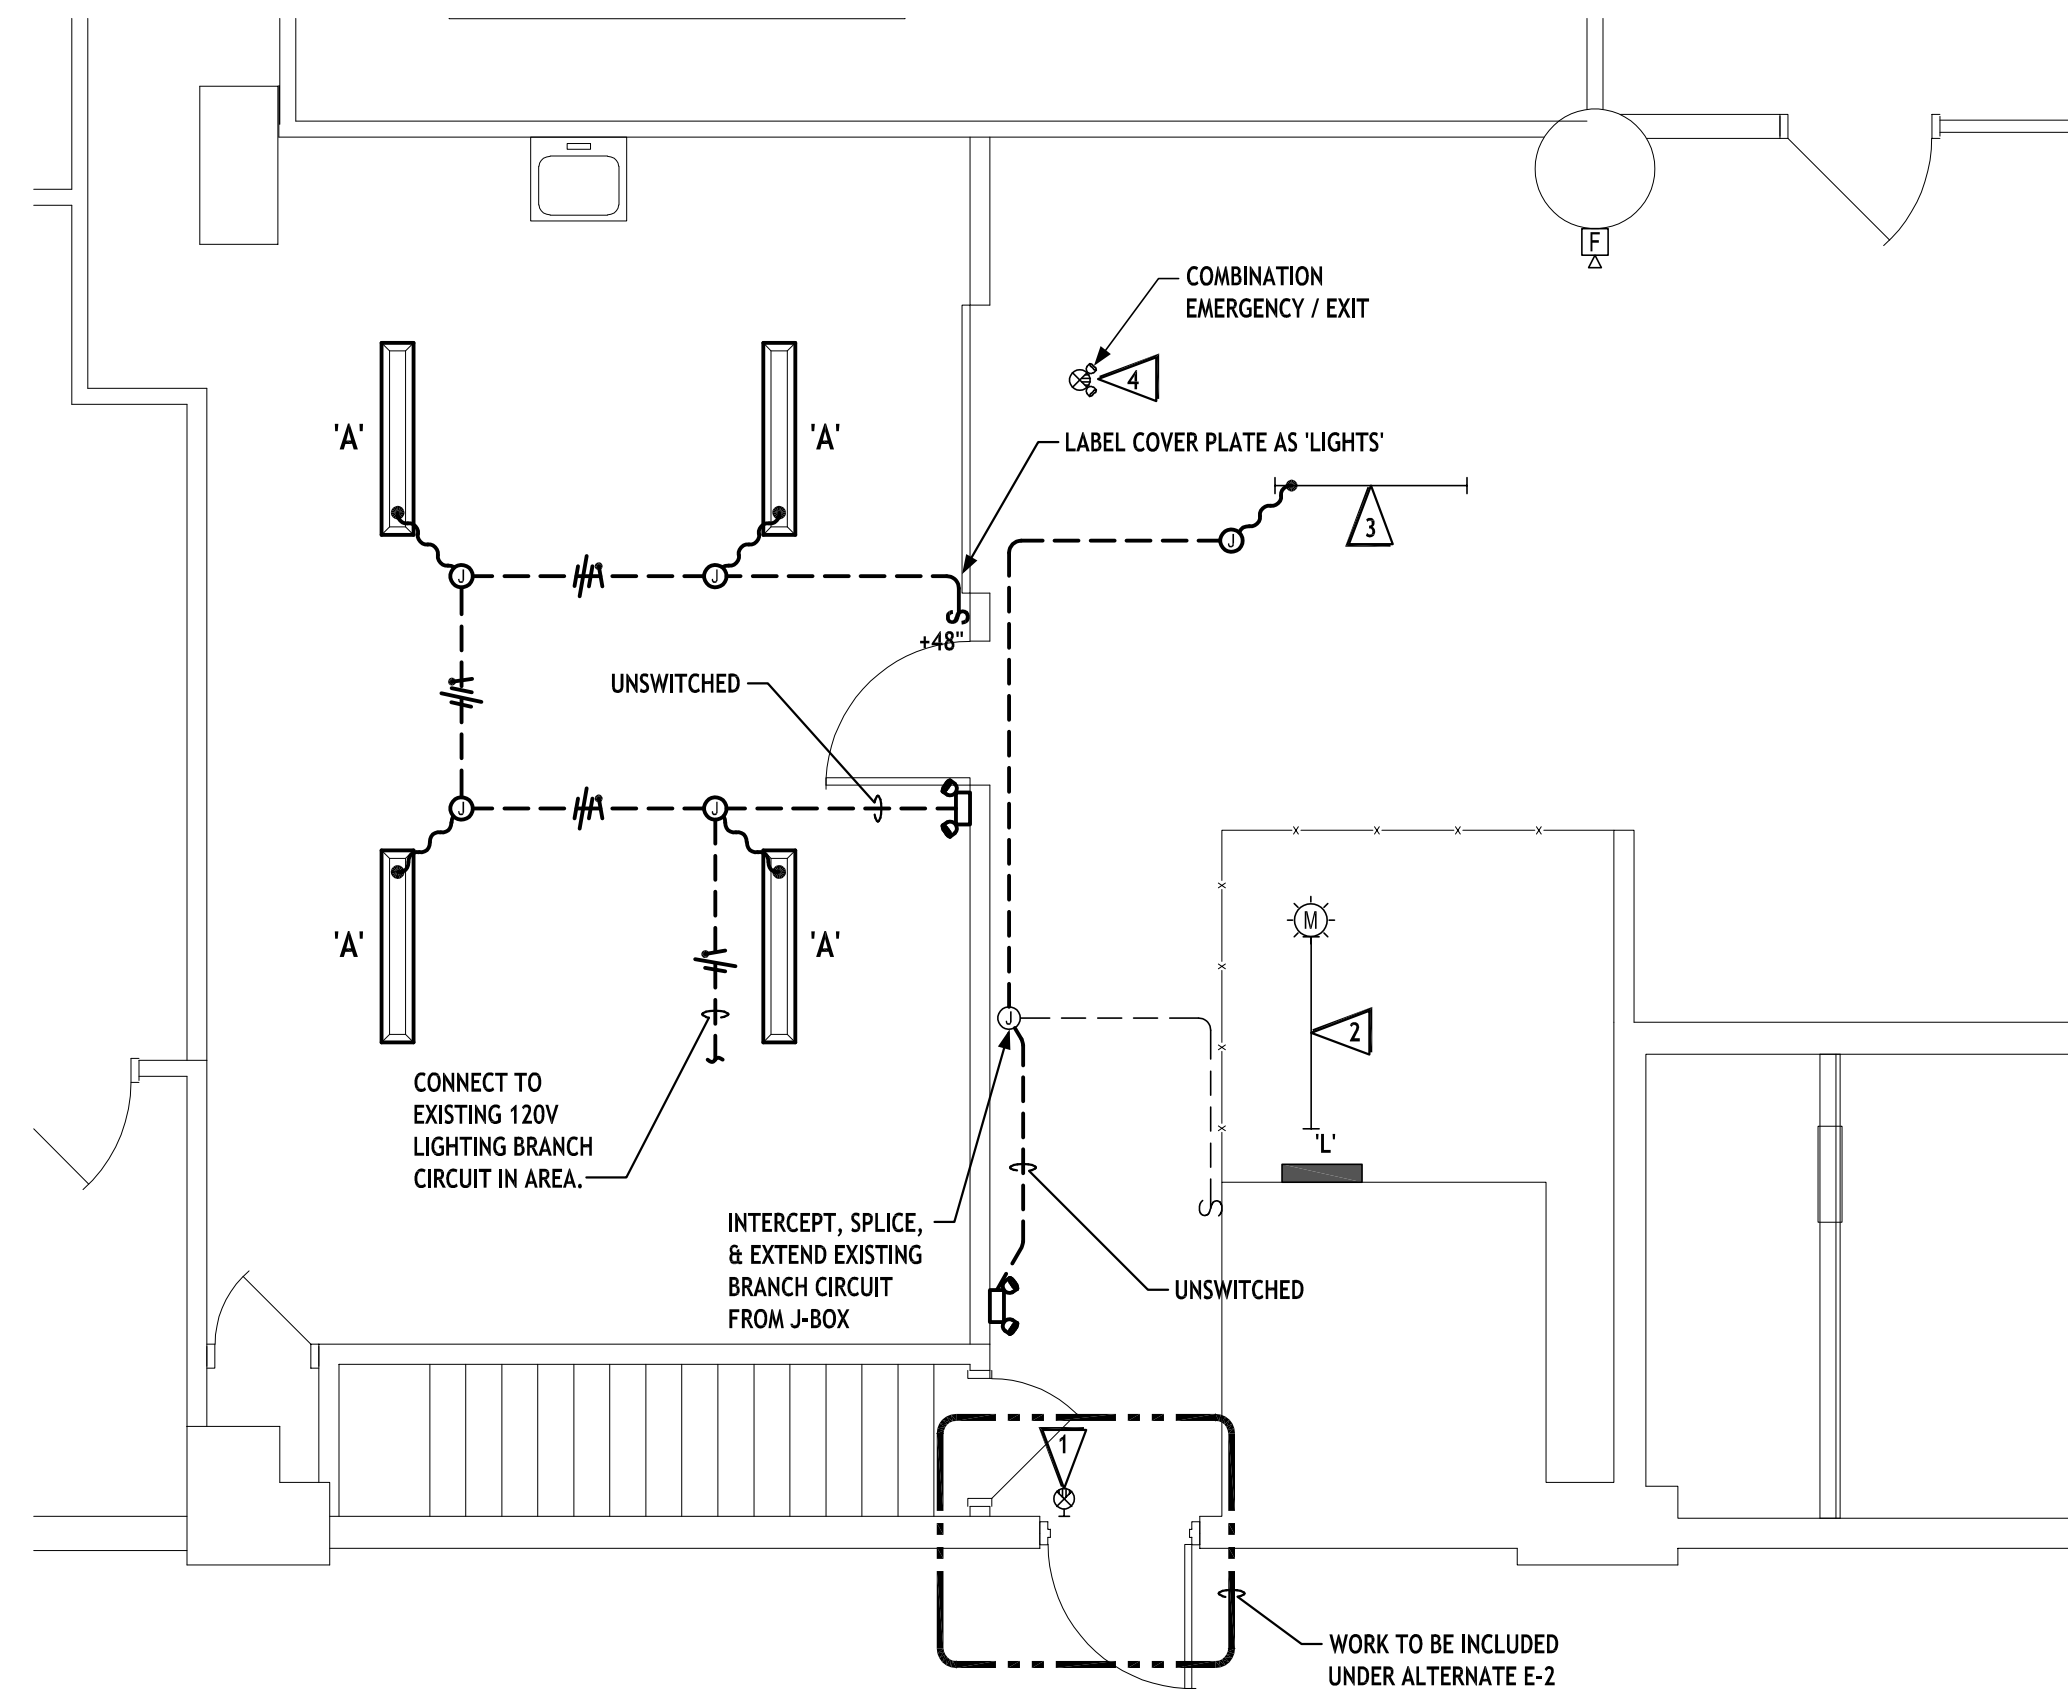 F
COMBINATION
EMERGENCY / EXIT
4
'A'
'A'
LABEL COVER PLATE AS 'LIGHTS'
3
J
J
J
S
+48"
UNSWITCHED
J
J
'A'
'A'
M
J
2
CONNECT TO
EXISTING 120V
LIGHTING BRANCH
CIRCUIT IN AREA.
'L'
S
INTERCEPT, SPLICE,
& EXTEND EXISTING
BRANCH CIRCUIT
FROM J-BOX
UNSWITCHED
1
WORK TO BE INCLUDED
UNDER ALTERNATE E-2